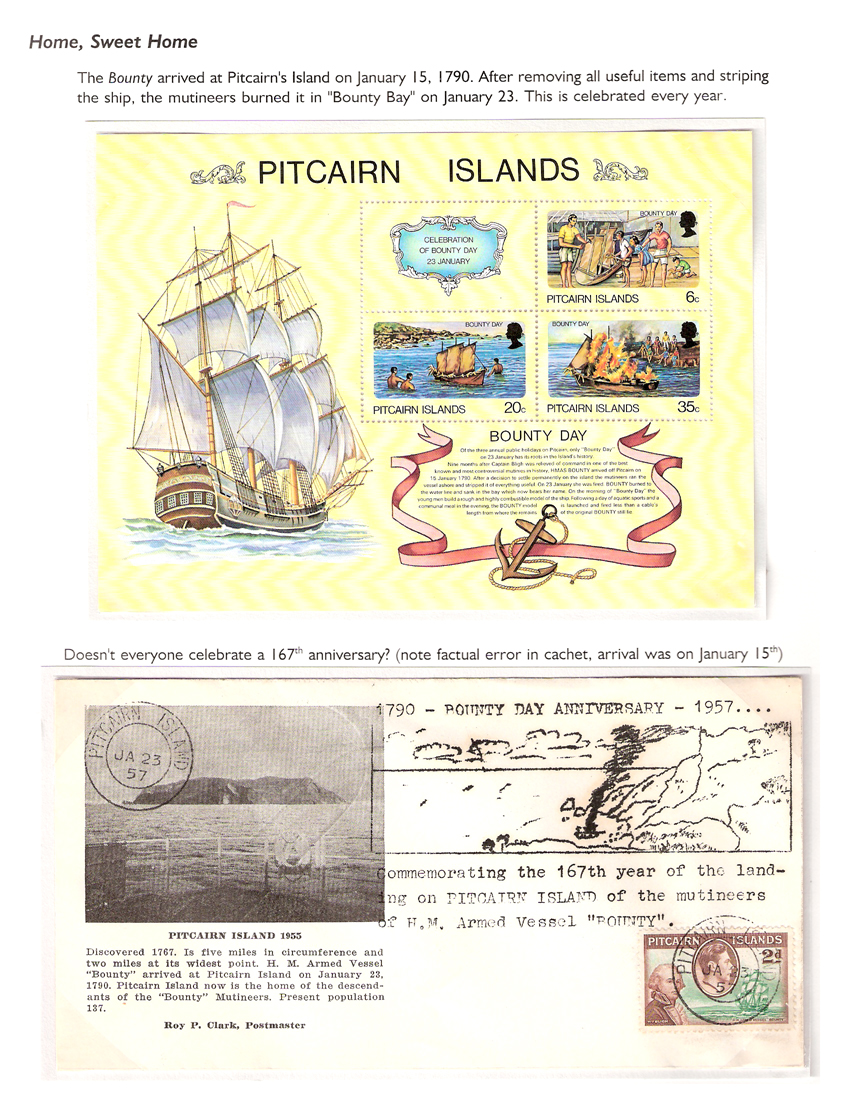 Home, Sweet Home
The Bounty arrived at Pitcairn's Island on January 15, 1790. After removing all useful items and striping
the ship, the mutineers burned it in "Bounty Bay" on January 23. This is celebrated every year.
PITCAIRN ISLANDS
CELEBRATION
OF BOUNTY DAY
23 JANUARY
BOUNTY DAY
PITCAIRN ISLANDS 6c
BOUNTY DAY
PITCAIRN ISLANDS 20c
BOUNTY DAY
PITCAIRN ISLANDS 35c
BOUNTY DAY
Of the three annual public holidays on Pitcairn, only "Bounty Day"
on 23 January has its roots in the Island's history.
Nine months after Captain Bligh was relieved of command in one of the best
known and most controversial mutinies in history, HMAS BOUNTY arrived off Pitcairn on
15 January 1790. After a decision to settle permanently on the island the mutineers ran the
vessel ashore and stripped it of everything useful. On 23 January she was fired. BOUNTY burned to
the water line and sank in the bay which now bears her name. On the morning of "Bounty Day" the
young men build a rough and highly combustible model of the ship. Following a day of aquatic sports and a
communal meal in the evening, the BOUNTY model is launched and fired less than a cable's
length from where the remains of the original BOUNTY still lie
Doesn't everyone celebrate a 167th anniversary? (note factual error in cachet, arrival was on January 15th)
PITCAIRN ISLAND
JA 23
57
1790 - BOUNTY DAY ANNIVERSARY - 1957....
Commemorating the 167th year of the land-
ing on PITCAIRN ISLAND of the mutineers
of H.M. Armed Vessel "BOUNTY".
PITCAIRN ISLAND 1955
Discovered 1767. Is five miles in circumference and
two miles at its widest point. H. M. Armed Vessel
"Bounty" arrived at Pitcairn Island on January 23,
1790. Pitcairn Island now is the home of the descend-
ants of the "Bounty" Mutineers. Present population
137.
Roy P. Clark, Postmaster
PITCAIRN ISLANDS
2d
PITCAIRN
JA 23
57